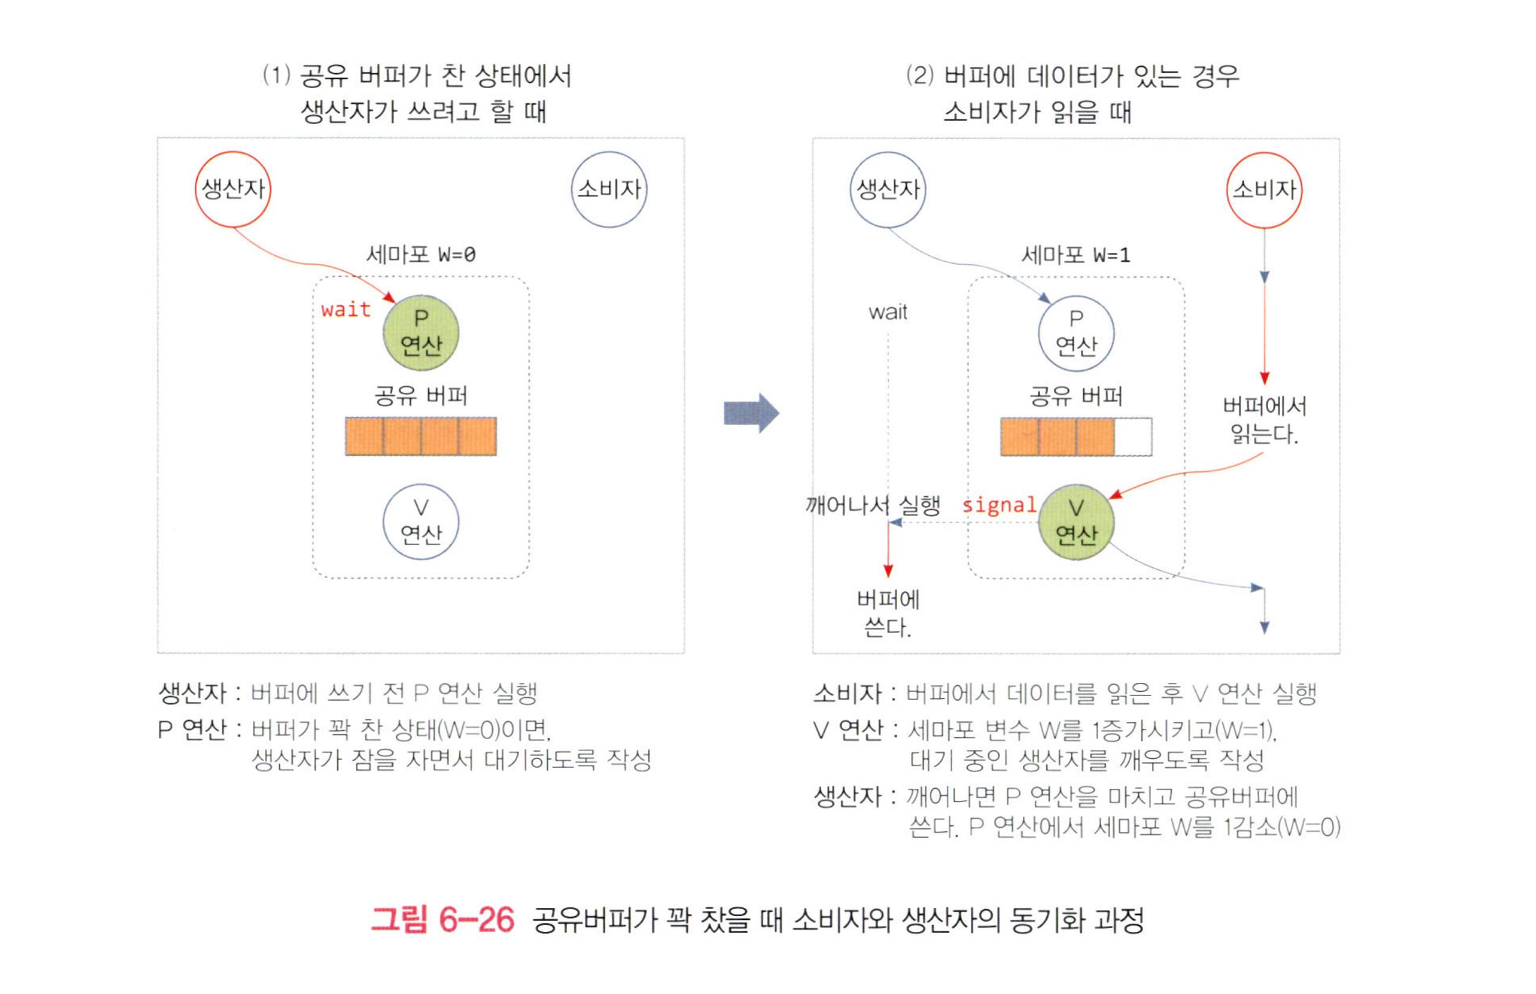 (1) 공유 버퍼가 찬 상태에서
생산자가 쓰려고 할 때
생산자
소비자
세마포 W=0
wait
P
연산
공유 버퍼
V
연산
(2) 버퍼에 데이터가 있는 경우
소비자가 읽을 때
생산자
소비자
세마포 W=1
wait
P
연산
공유 버퍼
버퍼에서
읽는다.
깨어나서 실행
signal
V
연산
버퍼에
쓴다.
생산자 : 버퍼에 쓰기 전 P 연산 실행
P 연산 : 버퍼가 꽉 찬 상태(W=0)이면,
생산자가 잠을 자면서 대기하도록 작성
소비자 : 버퍼에서 데이터를 읽은 후 V 연산 실행
V 연산 : 세마포 변수 W를 1증가시키고(W=1),
대기 중인 생산자를 깨우도록 작성
생산자 : 깨어나면 P 연산을 마치고 공유버퍼에
쓴다. P 연산에서 세마포 W를 1감소(W=0)
그림 6-26 공유버퍼가 꽉 찼을 때 소비자와 생산자의 동기화 과정